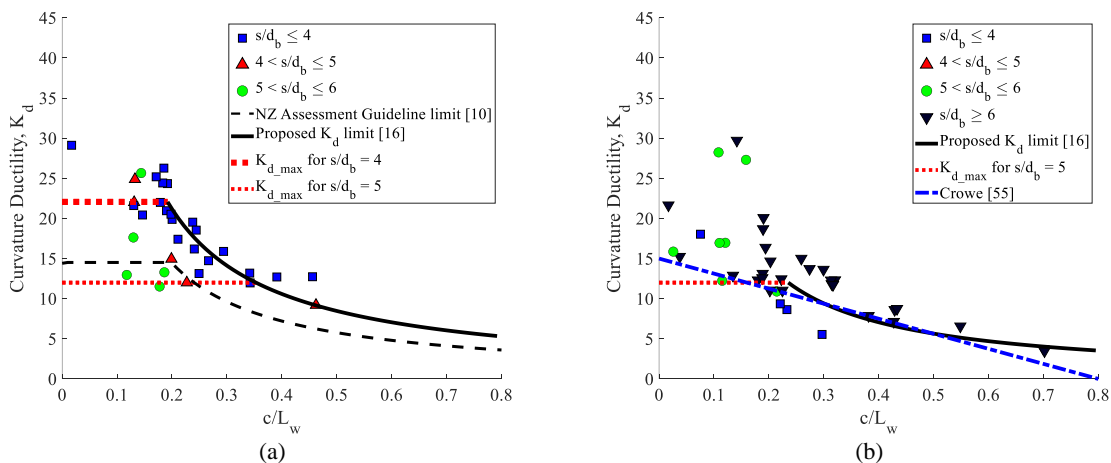 45
40
35
30
25
20
15
10
5
0
Curvature Ductility, K_d
0 0.1 0.2 0.3 0.4 0.5 0.6 0.7 0.8
c/L_w
s/d_b ≤ 4
4 < s/d_b ≤ 5
5 < s/d_b ≤ 6
NZ Assessment Guideline limit [10]
Proposed K_d limit [16]
K_d_max for s/d_b = 4
K_d_max for s/d_b = 5
(a)
45
40
35
30
25
20
15
10
5
0
Curvature Ductility, K_d
0 0.1 0.2 0.3 0.4 0.5 0.6 0.7 0.8
c/L_w
s/d_b ≤ 4
4 < s/d_b ≤ 5
5 < s/d_b ≤ 6
s/d_b ≥ 6
Proposed K_d limit [16]
K_d_max for s/d_b = 5
Crowe [55]
(b)